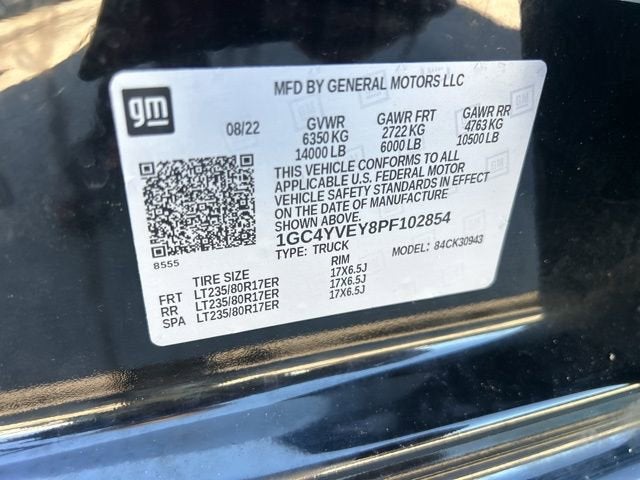 MFD BY GENERAL MOTORS LLC
gm
08/22 GVWR GAWR FRT GAWR RR
6350 KG 2722 KG 4763 KG
14000 LB 6000 LB 10500 LB
THIS VEHICLE CONFORMS TO ALL
APPLICABLE U.S. FEDERAL MOTOR
VEHICLE SAFETY STANDARDS IN EFFECT
ON THE DATE OF MANUFACTURE
SHOWN ABOVE.
1GC4YVEY8PF102854
TYPE: TRUCK MODEL: 84CK30943
8555
TIRE SIZE RIM
FRT LT235/80R17ER 17X6.5J
RR LT235/80R17ER 17X6.5J
SPA LT235/80R17ER 17X6.5J